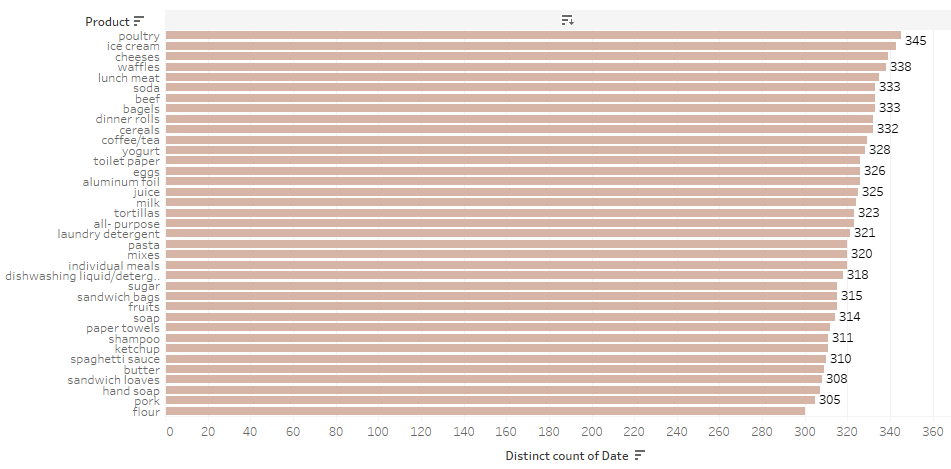 Product
poultry
345
ice cream
cheeses
waffles 338
lunch meat
soda 333
beef
bagels 333
dinner rolls
cereals 332
coffee/tea
yogurt 328
toilet paper
eggs 326
aluminum foil
juice 325
milk
tortillas 323
all- purpose
laundry detergent 321
pasta
mixes 320
individual meals
dishwashing liquid/deterg.. 318
sugar
sandwich bags 315
fruits
soap 314
paper towels
shampoo 311
ketchup
spaghetti sauce 310
butter
sandwich loaves 308
hand soap
pork 305
flour
0 20 40 60 80 100 120 140 160 180 200 220 240 260 280 300 320 340 360
Distinct count of Date